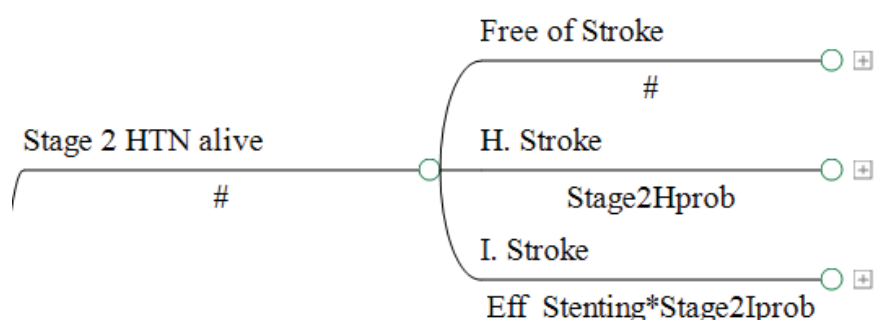 Free of Stroke
#
Stage 2 HTN alive
#
H. Stroke
Stage2Hprob
I. Stroke
Eff_Stenting*Stage2Iprob